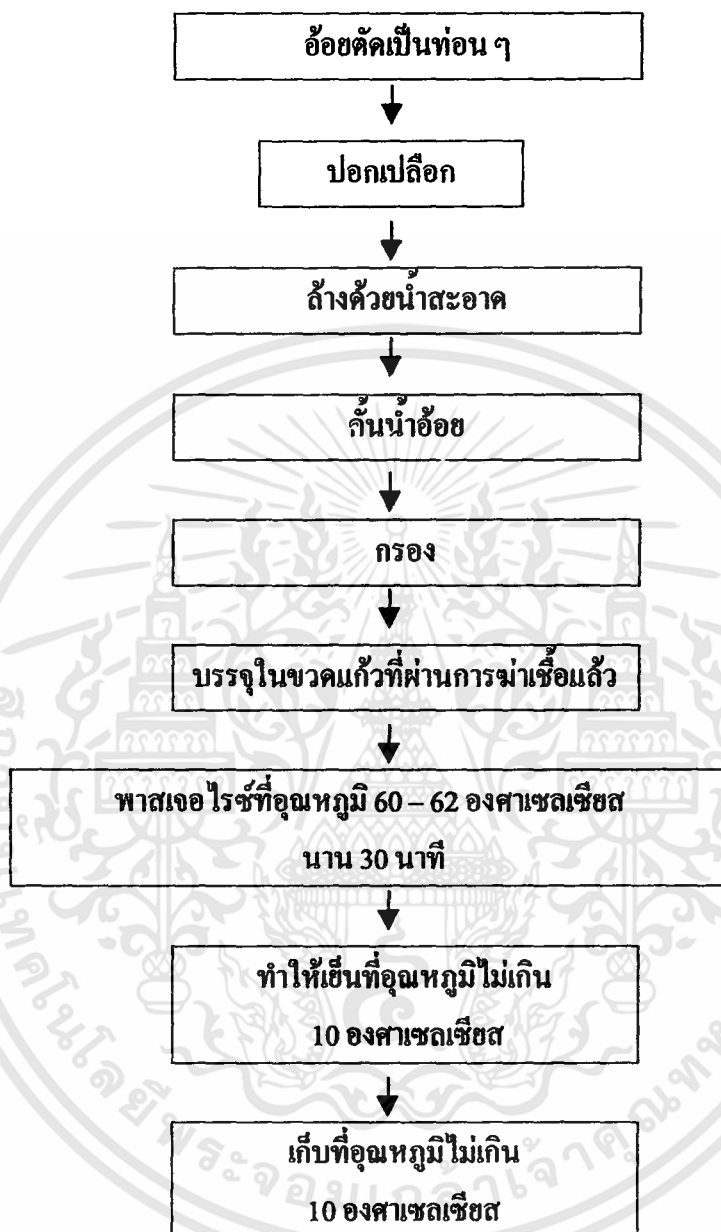 อ้อยตัดเป็นท่อน ๆ
ปอกเปลือก
ล้างด้วยน้ำสะอาด
คั้นน้ำอ้อย
กรอง
บรรจุในขวดแก้วที่ผ่านการฆ่าเชื้อแล้ว
พาสเจอไรซ์ที่อุณหภูมิ 60 – 62 องศาเซลเซียส
นาน 30 นาที
ทำให้เย็นที่อุณหภูมิไม่เกิน
10 องศาเซลเซียส
เก็บที่อุณหภูมิไม่เกิน
10 องศาเซลเซียส